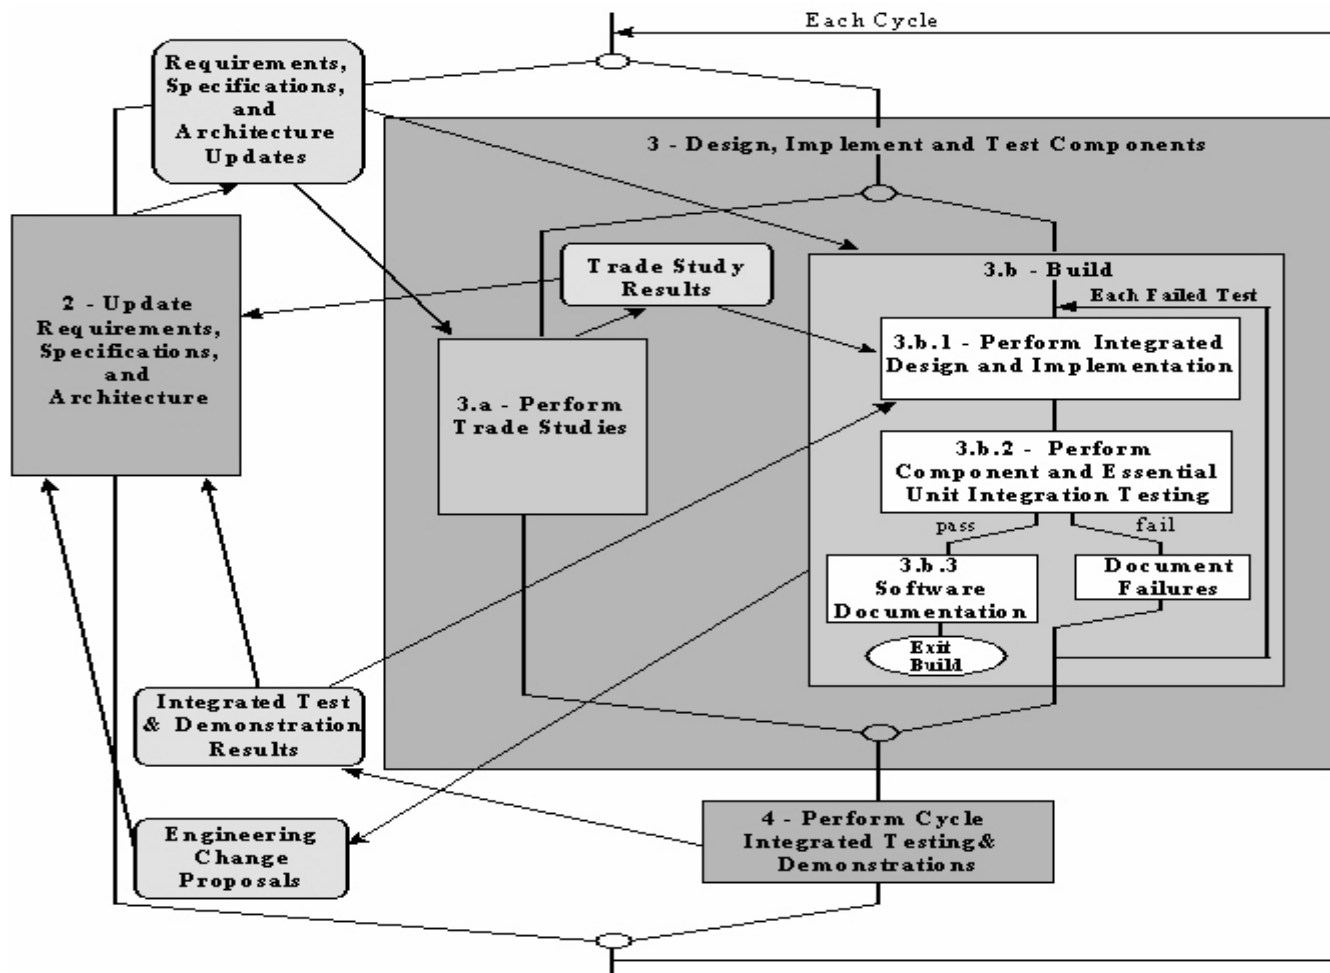 Each Cycle
Requirements,
Specifications,
and
Architecture
Updates
3 - Design, Implement and Test Components
Trade Study
Results
3.b - Build
Each Failed Test
2 - Update
Requirements,
Specifications,
and
Architecture
3.b.1 - Perform Integrated
Design and Implementation
3.a - Perform
Trade Studies
3.b.2 - Perform
Component and Essential
Unit Integration Testing
pass
fail
3.b.3
Software
Documentation
Document
Failures
Exit
Build
Integrated Test
& Demonstration
Results
4 - Perform Cycle
Integrated Testing&
Demonstrations
Engineering
Change
Proposals